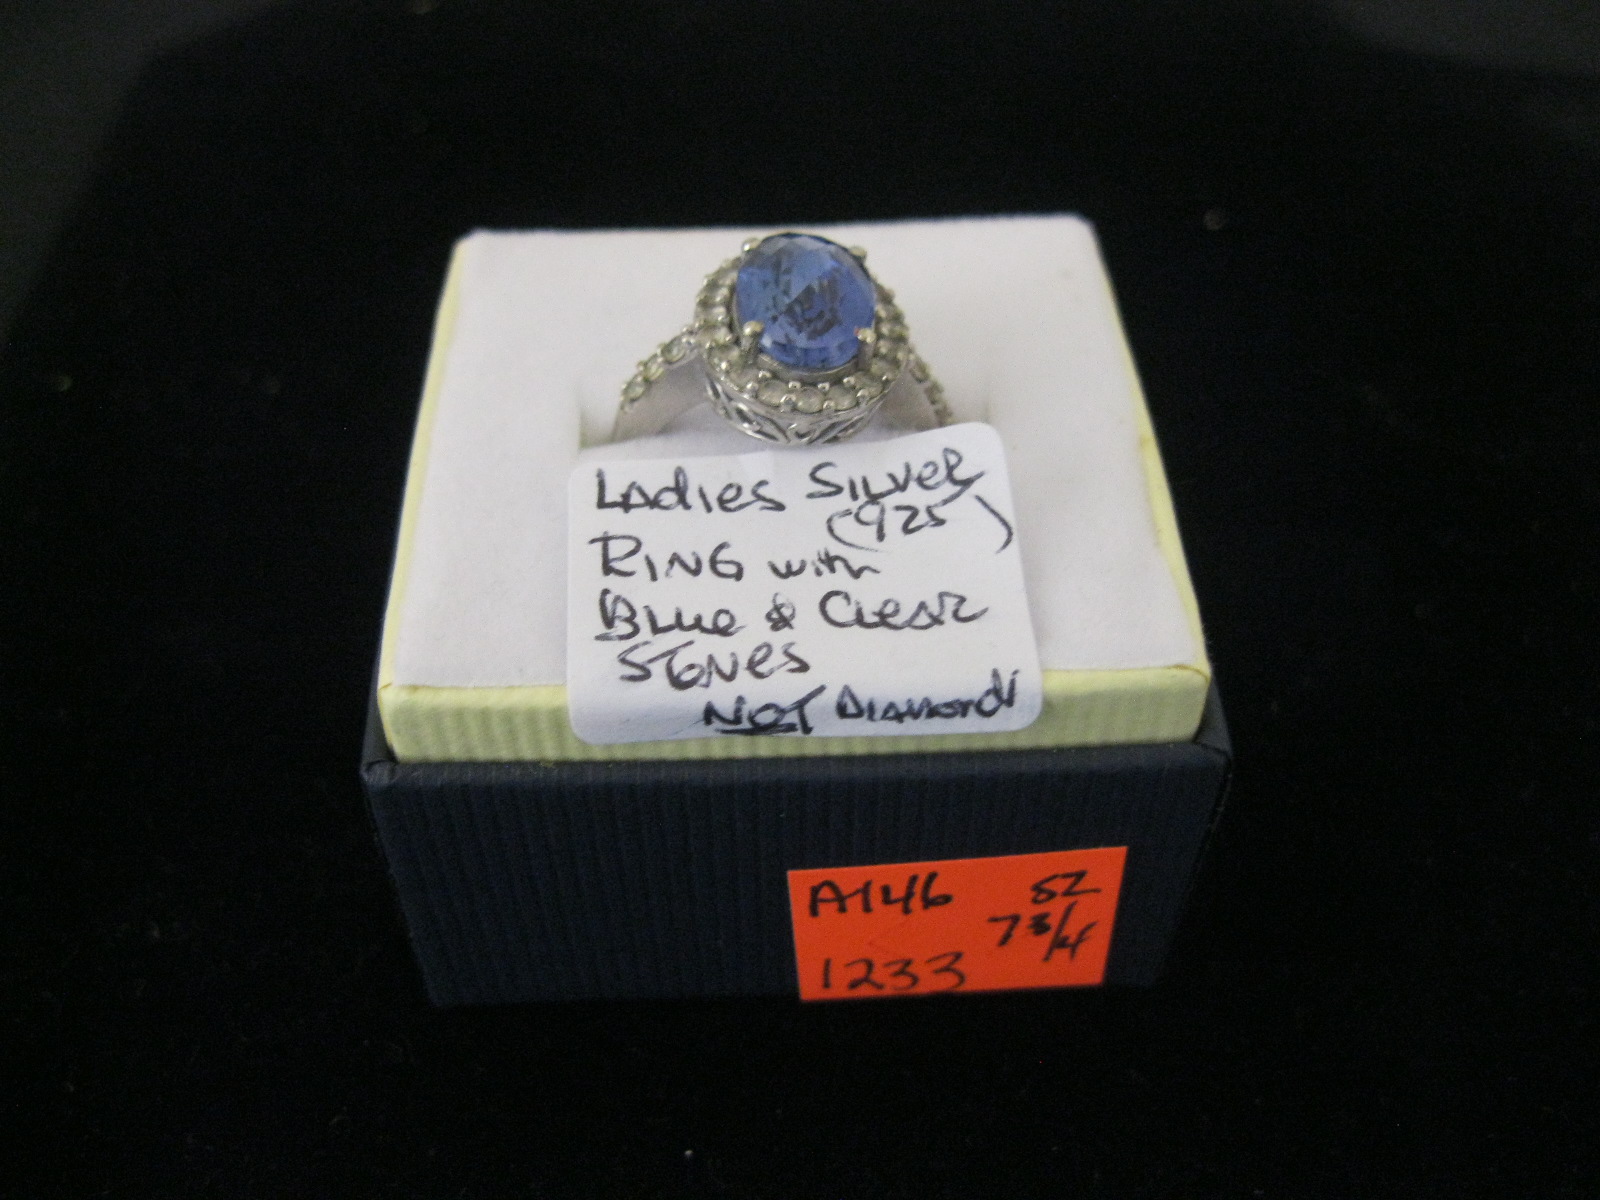 Ladies Silver
(925)
Ring with
Blue & Clear
Stones
NOT Diamond
A146 SZ
7 3/4
1233